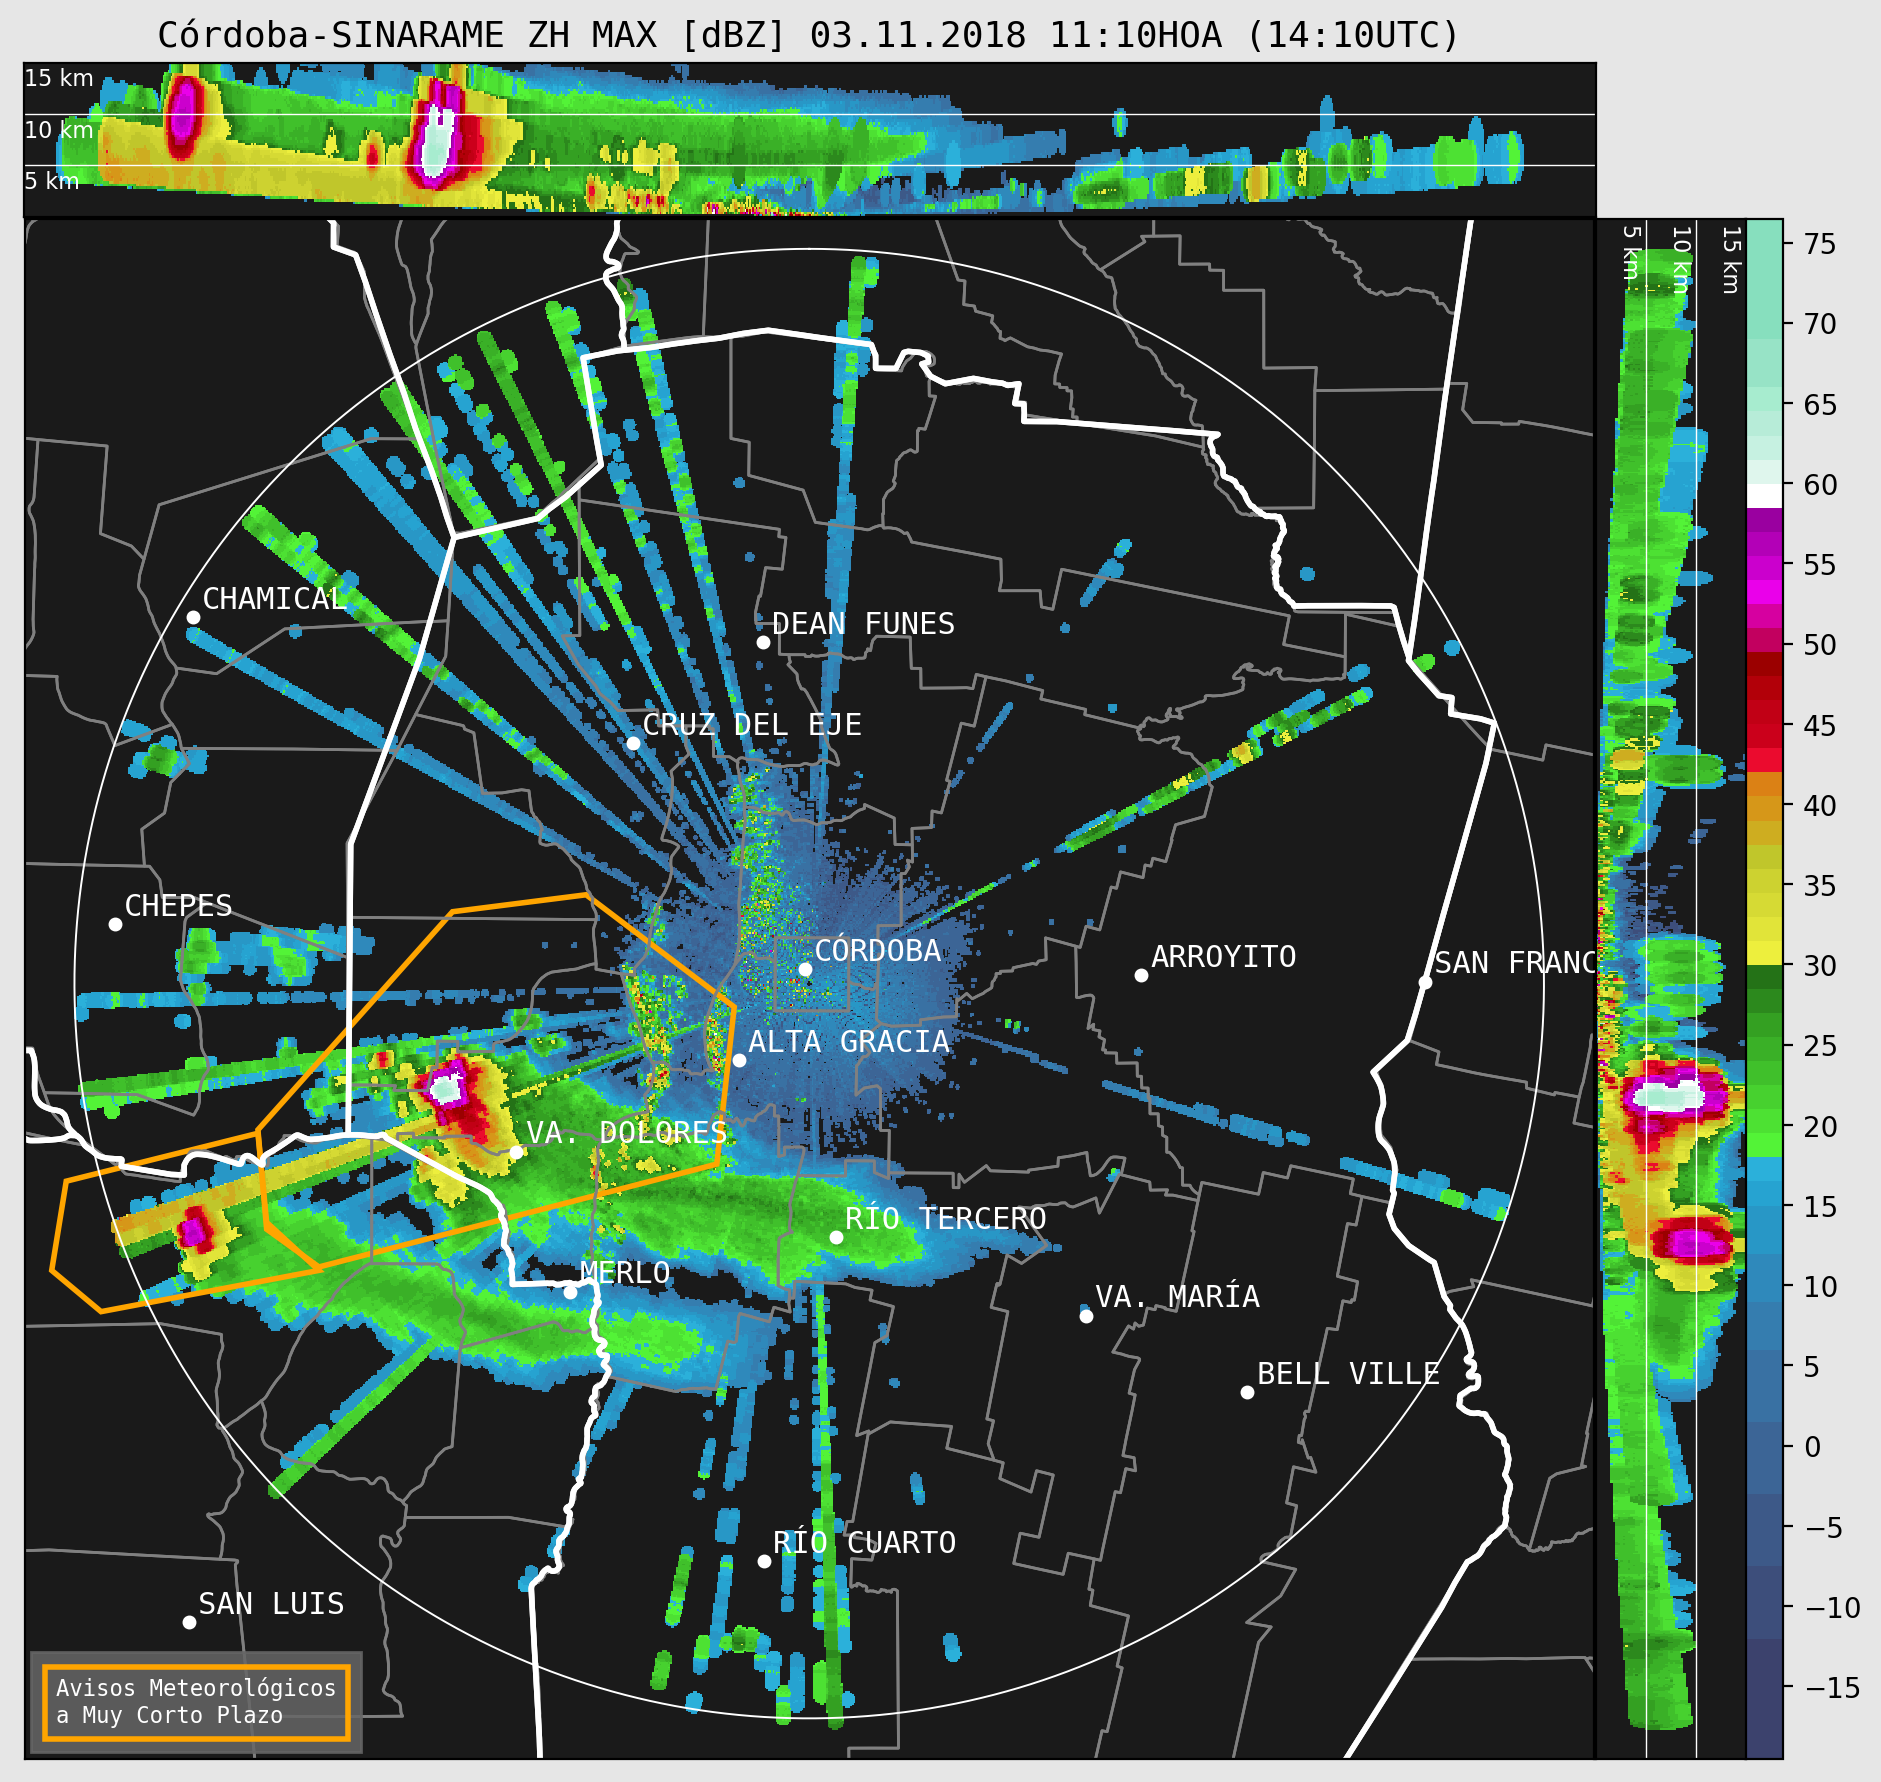 Córdoba-SINARAME ZH MAX [dBZ] 03.11.2018 11:10HOA (14:10UTC)
15 km
10 km
5 km
5 km
10 km
15 km
75
70
65
60
55
50
45
40
35
30
25
20
15
10
5
0
−5
−10
−15
CHAMICAL
DEAN FUNES
CRUZ DEL EJE
CHEPES
CÓRDOBA
ARROYITO
SAN FRANC
ALTA GRACIA
VA. DOLORES
RÍO TERCERO
MERLO
VA. MARÍA
BELL VILLE
RÍO CUARTO
SAN LUIS
Avisos Meteorológicos
a Muy Corto Plazo